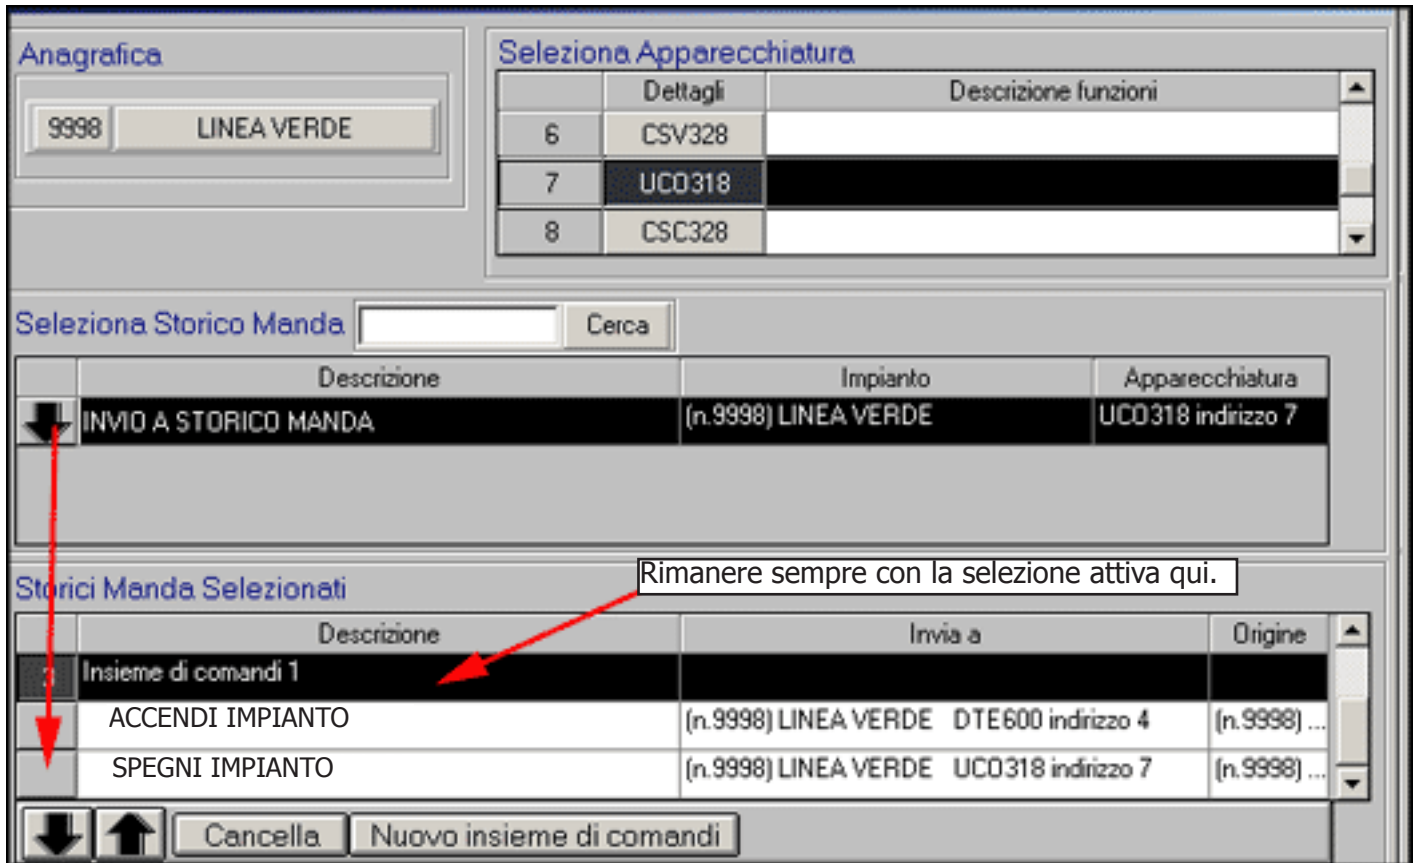 Anagrafica
9998 LINEA VERDE
Seleziona Apparecchiatura
Dettagli Descrizione funzioni
6 CSV328
7 UCO318
8 CSC328
Seleziona Storico Manda Cerca
Descrizione Impianto Apparecchiatura
INVIO A STORICO MANDA (n.9998) LINEA VERDE UCO318 indirizzo 7
Rimanere sempre con la selezione attiva qui.
Storici Manda Selezionati
Descrizione Invia a Origine
Insieme di comandi 1
ACCENDI IMPIANTO (n.9998) LINEA VERDE DTE600 indirizzo 4 (n.9998) ...
SPEGNI IMPIANTO (n.9998) LINEA VERDE UCO318 indirizzo 7 (n.9998) ...
Cancella Nuovo insieme di comandi